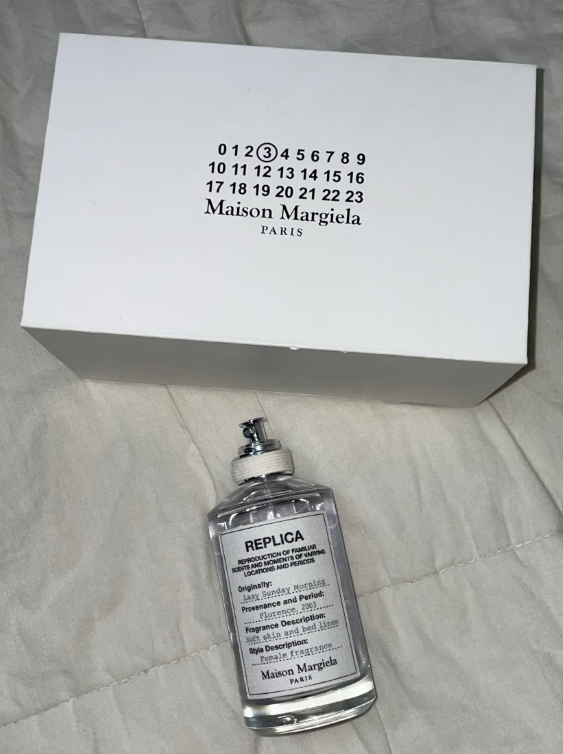 0 1 2 3 4 5 6 7 8 9
10 11 12 13 14 15 16
17 18 19 20 21 22 23
Maison Margiela
PARIS
REPLICA
REPRODUCTION OF FAMILIAR
SCENTS AND MOMENTS OF VARYING
LOCATIONS AND PERIODS
Originally:
Lazy Sunday Morning
Provenance and Period:
Florence, 2003
Fragrance Description:
Soft skin and bed linen
Style Description:
Female fragrance
Maison Margiela
PARIS